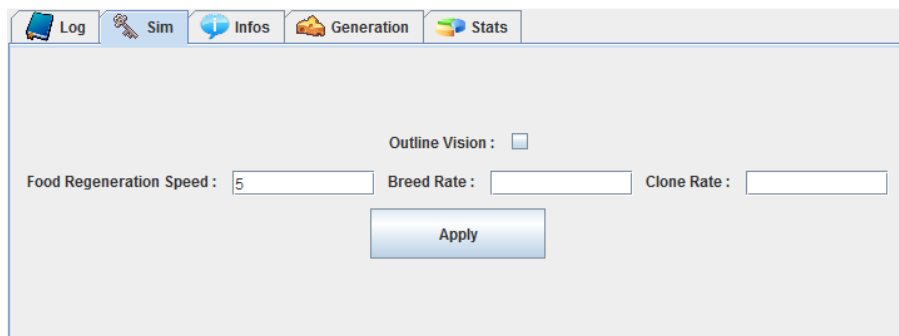 Log Sim Infos Generation Stats
Outline Vision :
Food Regeneration Speed : 5 Breed Rate : Clone Rate :
Apply